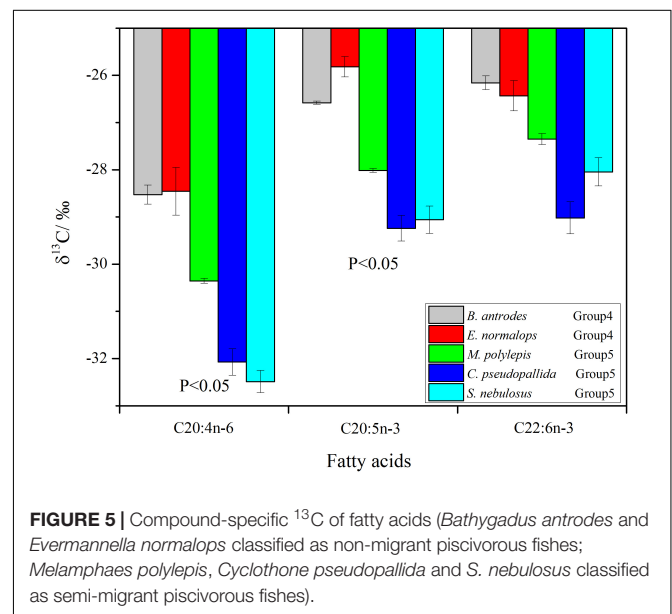 -26
-28
-30
-32
δ¹³C/ ‰
P<0.05
P<0.05
B. antrodes Group4
E. normalops Group4
M. polylepis Group5
C. pseudopallida Group5
S. nebulosus Group5
C20:4n-6 C20:5n-3 C22:6n-3
Fatty acids
FIGURE 5 | Compound-specific ¹³C of fatty acids (Bathygadus antrodes and
Evermannella normalops classified as non-migrant piscivorous fishes;
Melamphaes polylepis, Cyclothone pseudopallida and S. nebulosus classified
as semi-migrant piscivorous fishes).